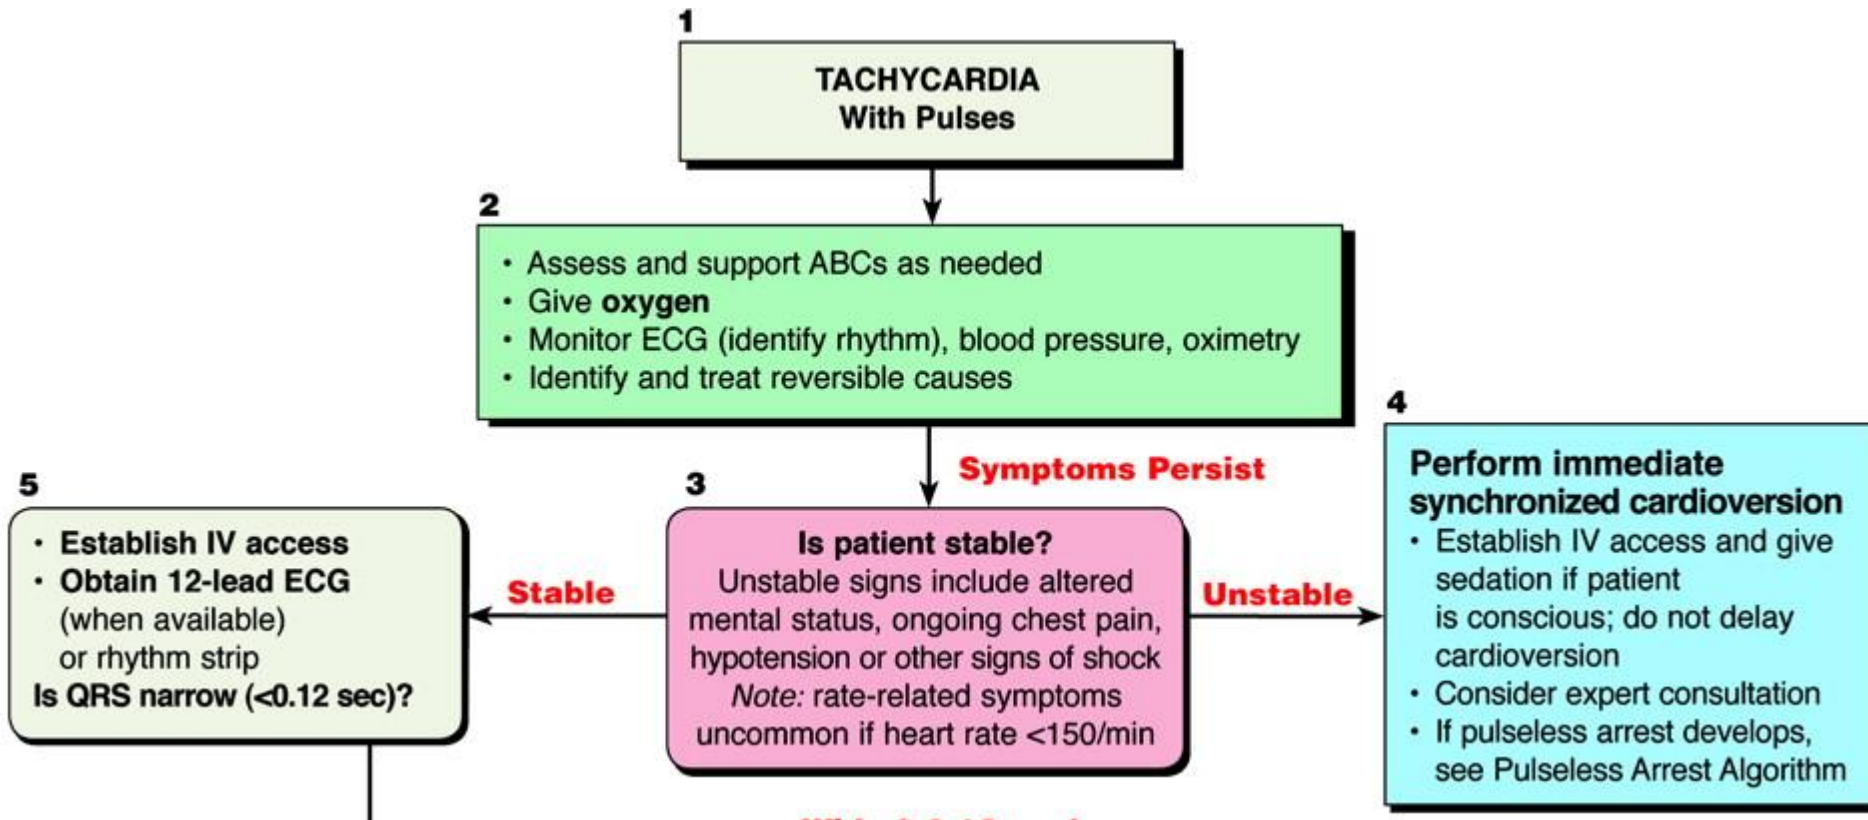 1
TACHYCARDIA
With Pulses
2
• Assess and support ABCs as needed
• Give oxygen
• Monitor ECG (identify rhythm), blood pressure, oximetry
• Identify and treat reversible causes
Symptoms Persist
5
• Establish IV access
• Obtain 12-lead ECG
(when available)
or rhythm strip
Is QRS narrow (<0.12 sec)?
Stable
3
Is patient stable?
Unstable signs include altered
mental status, ongoing chest pain,
hypotension or other signs of shock
Note: rate-related symptoms
uncommon if heart rate <150/min
Unstable
4
Perform immediate
synchronized cardioversion
• Establish IV access and give
sedation if patient
is conscious; do not delay
cardioversion
• Consider expert consultation
• If pulseless arrest develops,
see Pulseless Arrest Algorithm